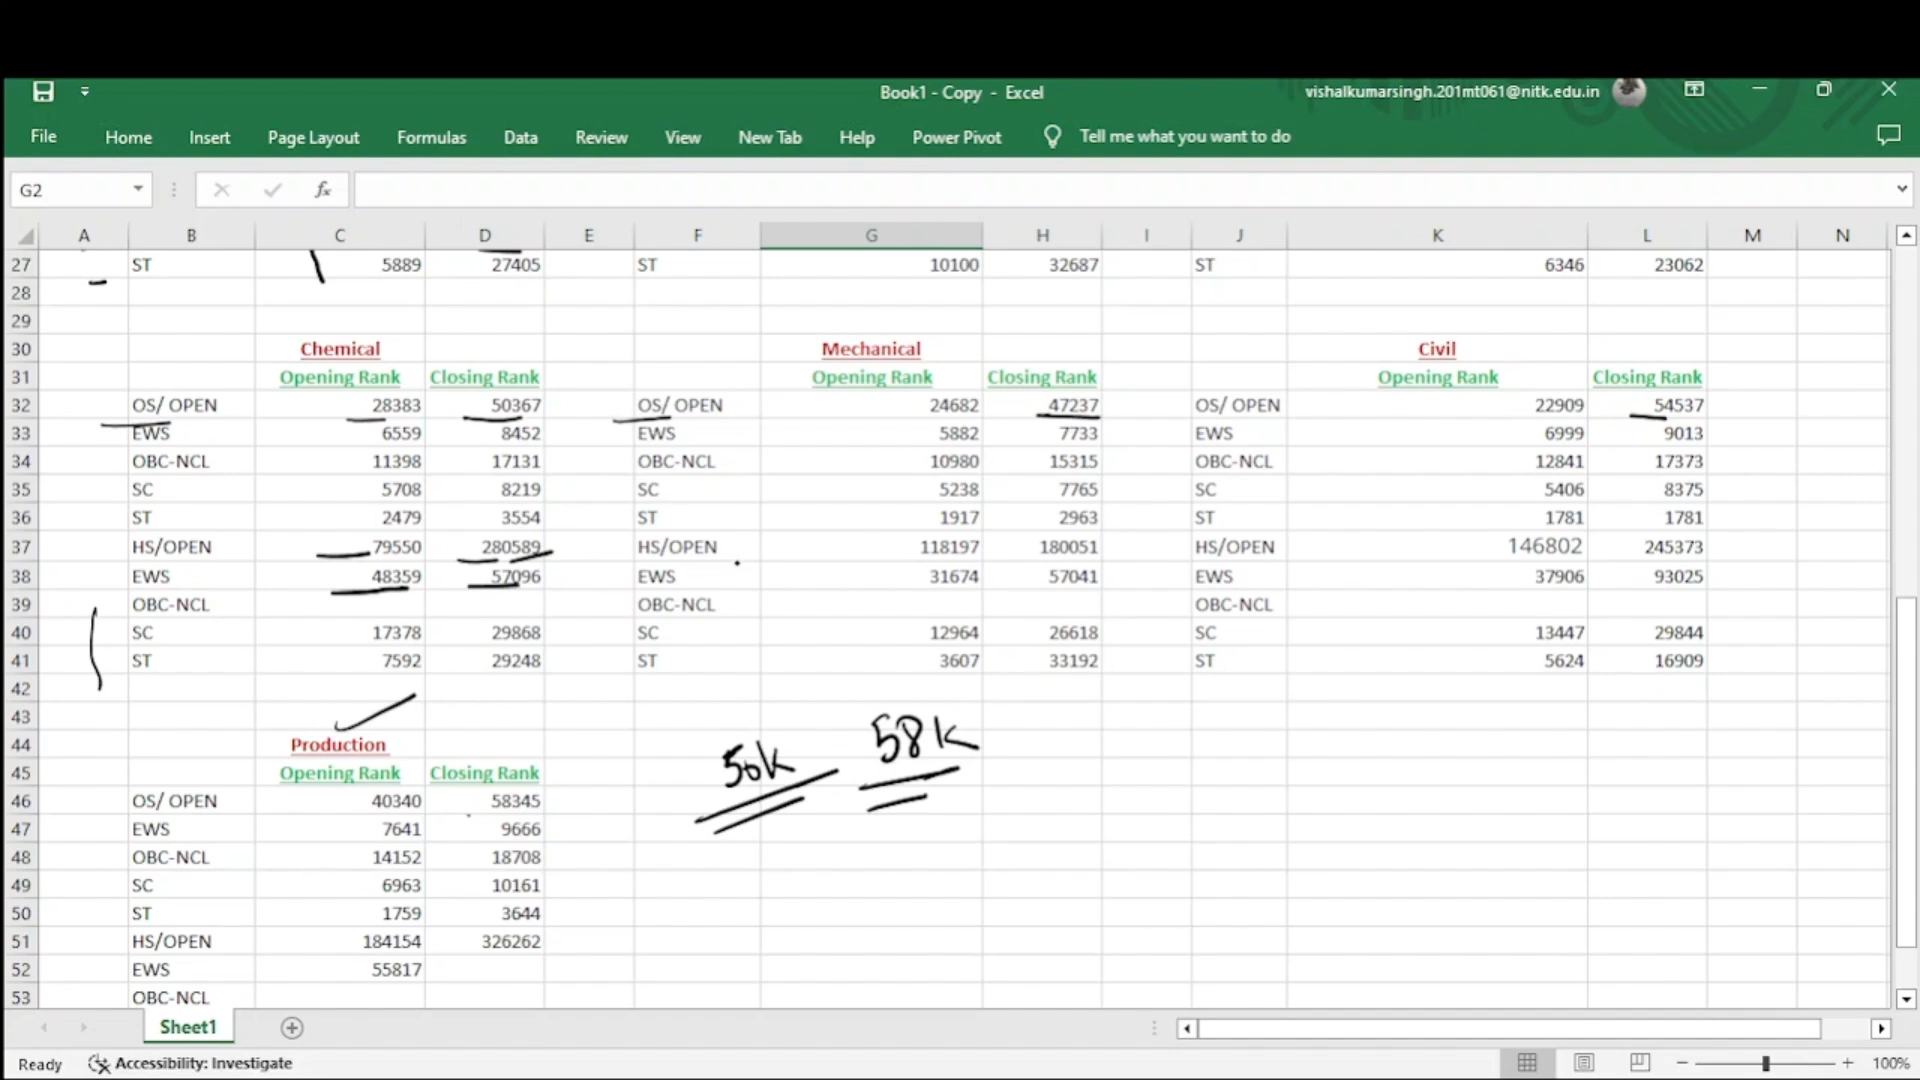 Book1 - Copy - Excel
vishalkumarsingh.201mt061@nitk.edu.in
File Home Insert Page Layout Formulas Data Review View New Tab Help Power Pivot Tell me what you want to do
G2 fx
A B C D E F G H I J K L M N
27 ST 5889 27405 ST 10100 32687 ST 6346 23062
28
29
30 Chemical Mechanical Civil
31 Opening Rank Closing Rank Opening Rank Closing Rank Opening Rank Closing Rank
32 OS/ OPEN 28383 50367 OS/ OPEN 24682 47237 OS/ OPEN 22909 54537
33 EWS 6559 8452 EWS 5882 7733 EWS 6999 9013
34 OBC-NCL 11398 17131 OBC-NCL 10980 15315 OBC-NCL 12841 17373
35 SC 5708 8219 SC 5238 7765 SC 5406 8375
36 ST 2479 3554 ST 1917 2963 ST 1781 1781
37 HS/OPEN 79550 280589 HS/OPEN 118197 180051 HS/OPEN 146802 245373
38 EWS 48359 57096 EWS 31674 57041 EWS 37906 93025
39 OBC-NCL OBC-NCL OBC-NCL
40 SC 17378 29868 SC 12964 26618 SC 13447 29844
41 ST 7592 29248 ST 3607 33192 ST 5624 16909
42
43
44 Production 50k 58k
45 Opening Rank Closing Rank
46 OS/ OPEN 40340 58345
47 EWS 7641 9666
48 OBC-NCL 14152 18708
49 SC 6963 10161
50 ST 1759 3644
51 HS/OPEN 184154 326262
52 EWS 55817
53 OBC-NCL
Sheet1
Ready Accessibility: Investigate 100%